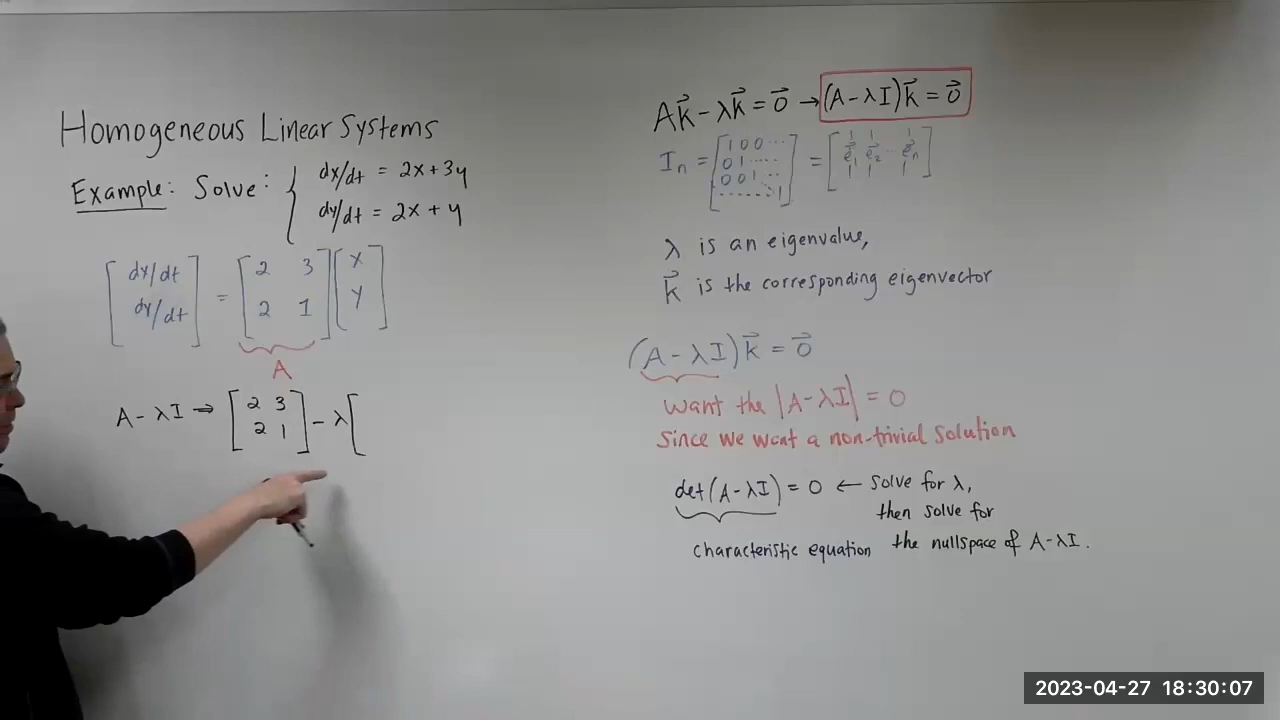 Homogeneous Linear Systems
Example: Solve: { dx/dt = 2x+3y
dy/dt = 2x + y
[dx/dt
dy/dt] = [2 3
2 1] [x
y]
A
A - λI ⇒ [2 3
2 1] - λ[
Ak⃗ - λk⃗ = 0⃗ → (A - λI)k⃗ = 0⃗
I_n = [1 0 0 ...
0 1 ....
0 0 1 ...
....... 1] = [e⃗_1 e⃗_2 ... e⃗_n]
λ is an eigenvalue,
k⃗ is the corresponding eigenvector
(A - λI)k⃗ = 0⃗
Want the |A - λI| = 0
Since we want a non-trivial solution
det(A - λI) = 0 ← Solve for λ,
then solve for
characteristic equation the nullspace of A-λI.
2023-04-27 18:30:07